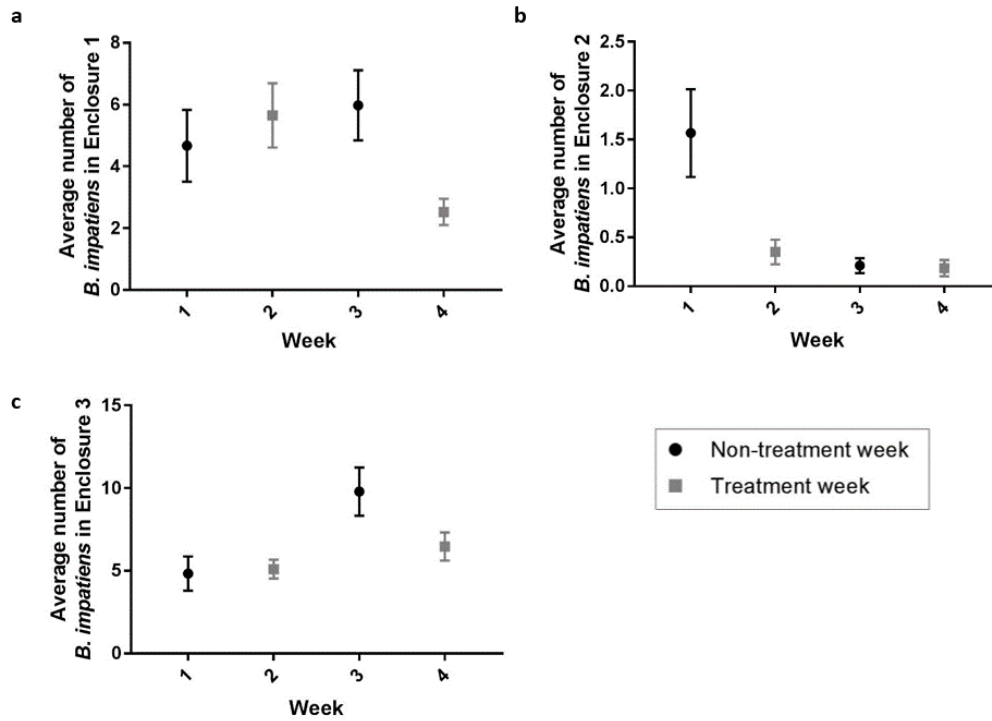 a
Average number of
B. impatiens in Enclosure 1
8
6
4
2
0
1 2 3 4
Week
b
Average number of
B. impatiens in Enclosure 2
2.5
2.0
1.5
1.0
0.5
0.0
1 2 3 4
Week
c
Average number of
B. impatiens in Enclosure 3
15
10
5
0
1 2 3 4
Week
Non-treatment week
Treatment week